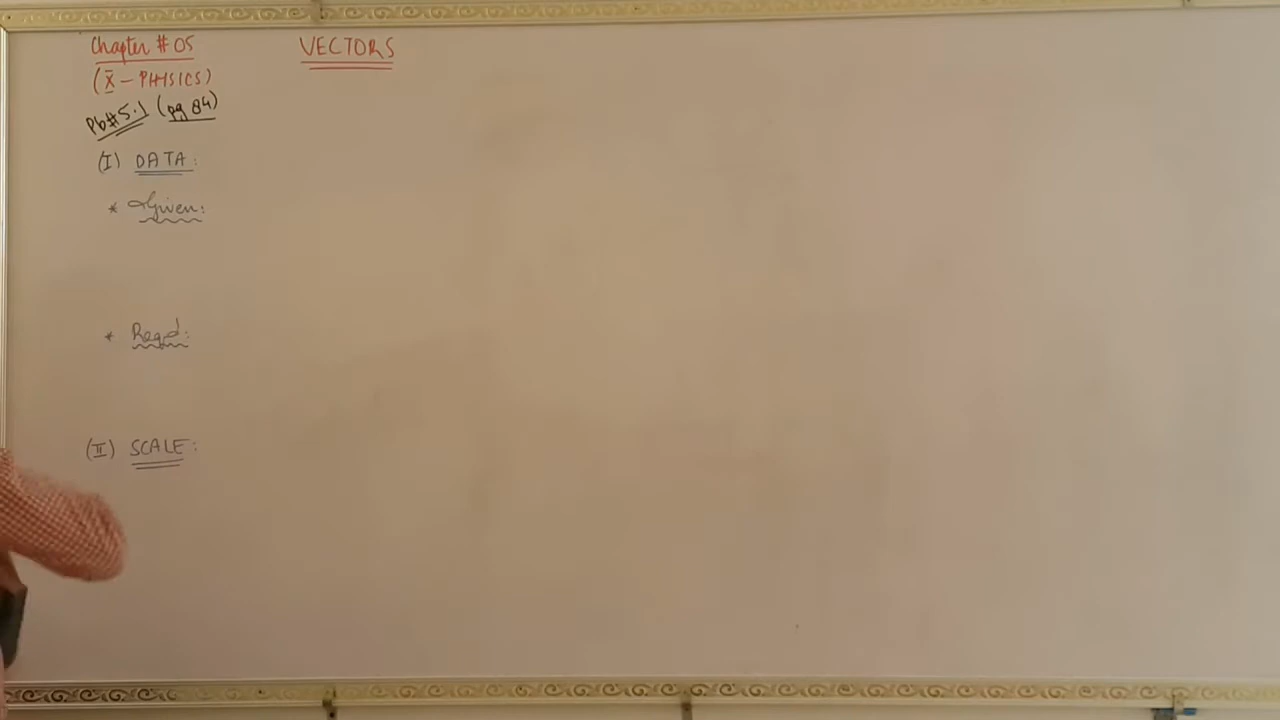 Chapter # 05 VECTORS
(X - PHYSICS)
Pb# 5.1 (pg 84)
(I) DATA:
* Given:
* Reqd:
(II) SCALE: